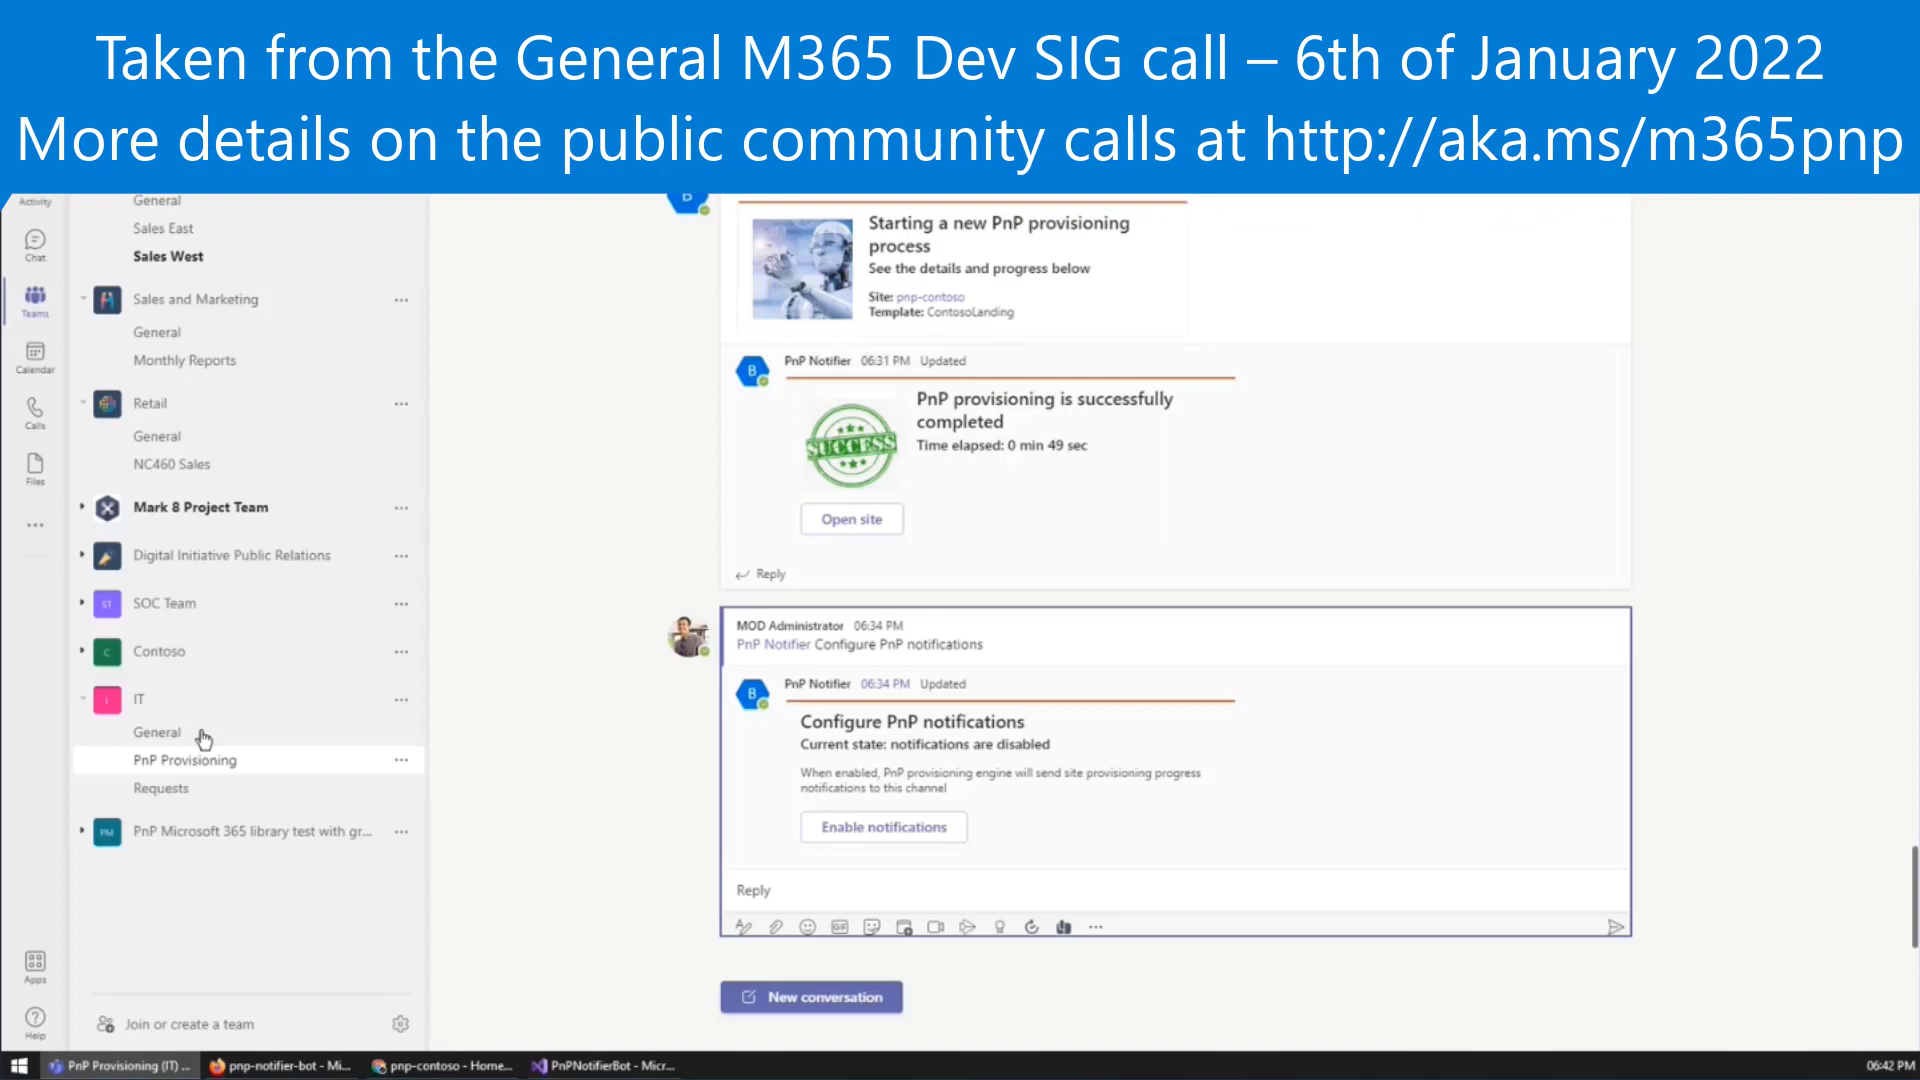 Taken from the General M365 Dev SIG call – 6th of January 2022
More details on the public community calls at http://aka.ms/m365pnp
Activity
Chat
Teams
Calendar
Calls
Files
Apps
Help
General
Sales East
Sales West
Sales and Marketing
General
Monthly Reports
Retail
General
NC460 Sales
Mark 8 Project Team
Digital Initiative Public Relations
ST
SOC Team
C
Contoso
I
IT
General
PnP Provisioning
Requests
PM
PnP Microsoft 365 library test with gr...
Join or create a team
B
Starting a new PnP provisioning
process
See the details and progress below
Site: pnp-contoso
Template: ContosoLanding
B
PnP Notifier 06:31 PM Updated
SUCCESS
PnP provisioning is successfully
completed
Time elapsed: 0 min 49 sec
Open site
Reply
MOD Administrator 06:34 PM
PnP Notifier Configure PnP notifications
B
PnP Notifier 06:34 PM Updated
Configure PnP notifications
Current state: notifications are disabled
When enabled, PnP provisioning engine will send site provisioning progress
notifications to this channel
Enable notifications
Reply
GIF
New conversation
PnP Provisioning (IT) ...
pnp-notifier-bot - Mi...
pnp-contoso - Home...
PnPNotifierBot - Micr...
06:42 PM